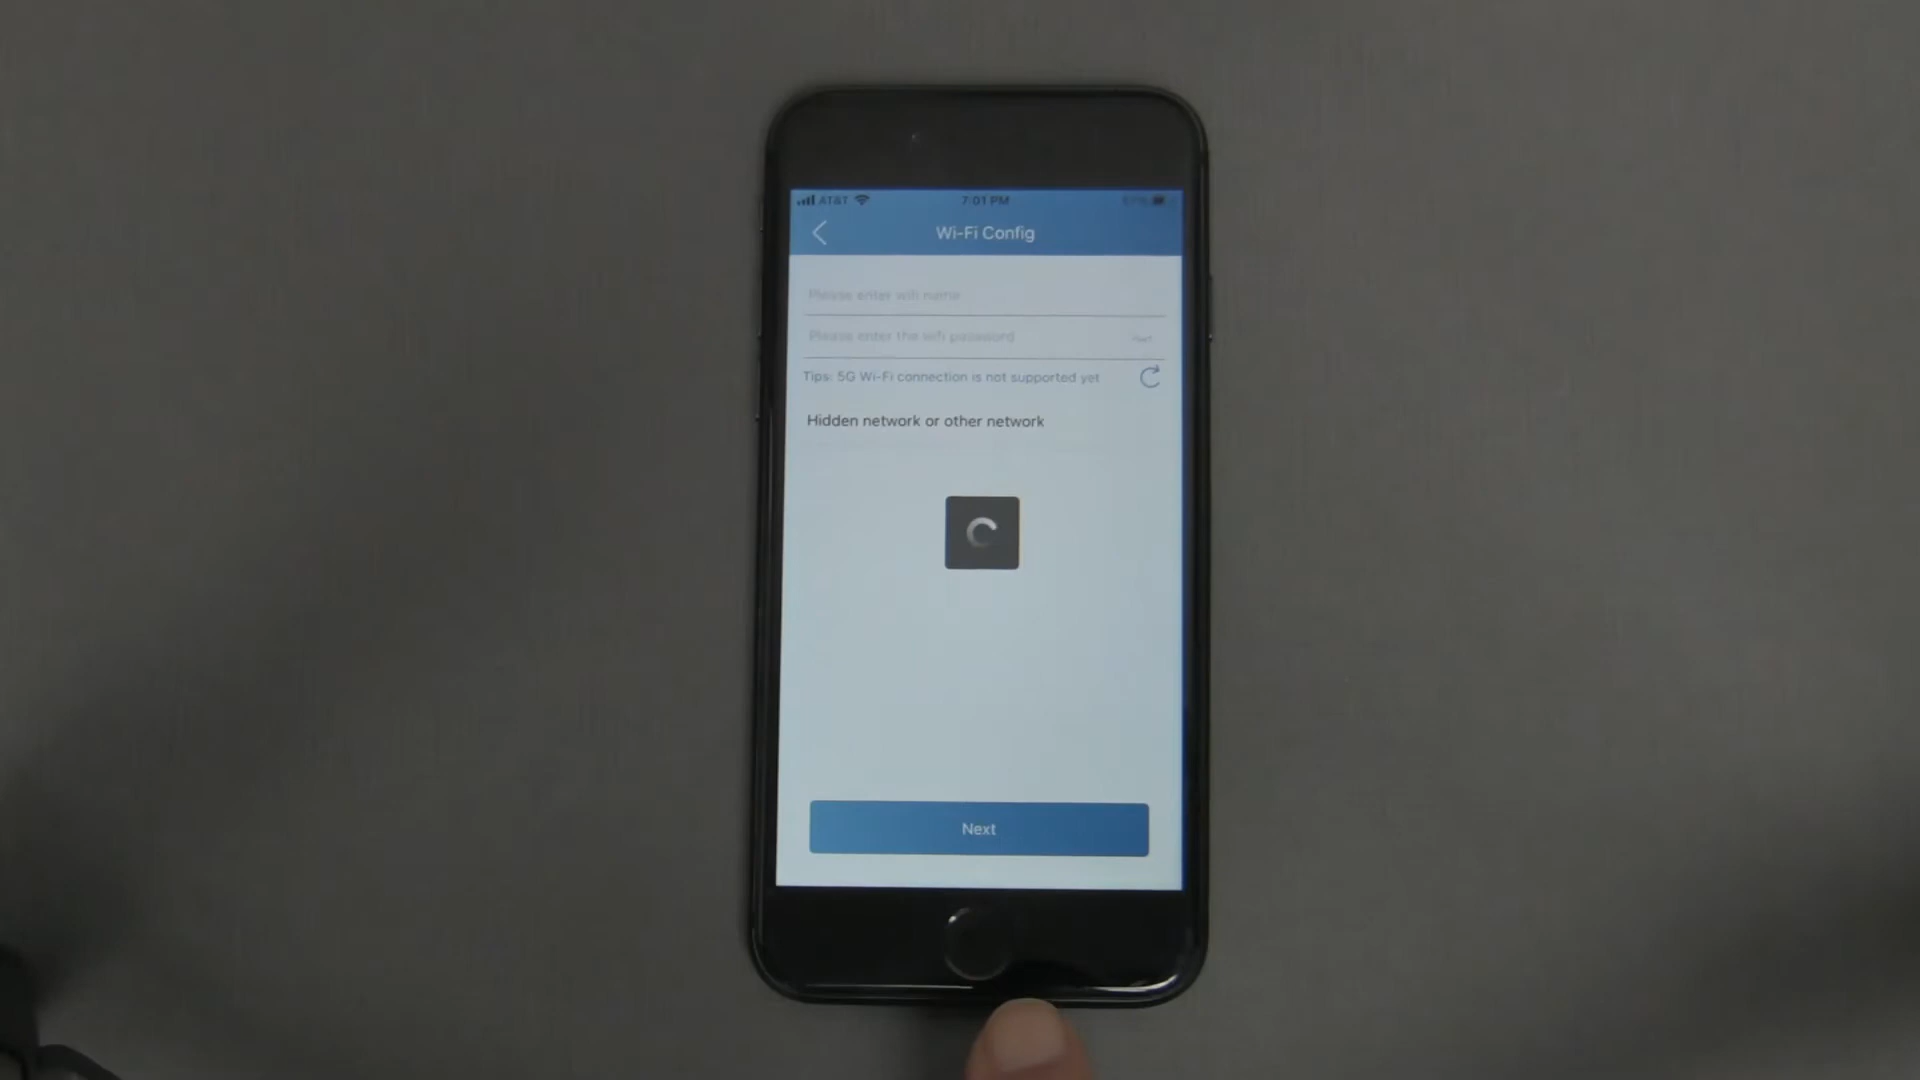 AT&T 7:01 PM
Wi-Fi Config
Please enter wifi name
Please enter the wifi password
Tips: 5G Wi-Fi connection is not supported yet
Hidden network or other network
Next